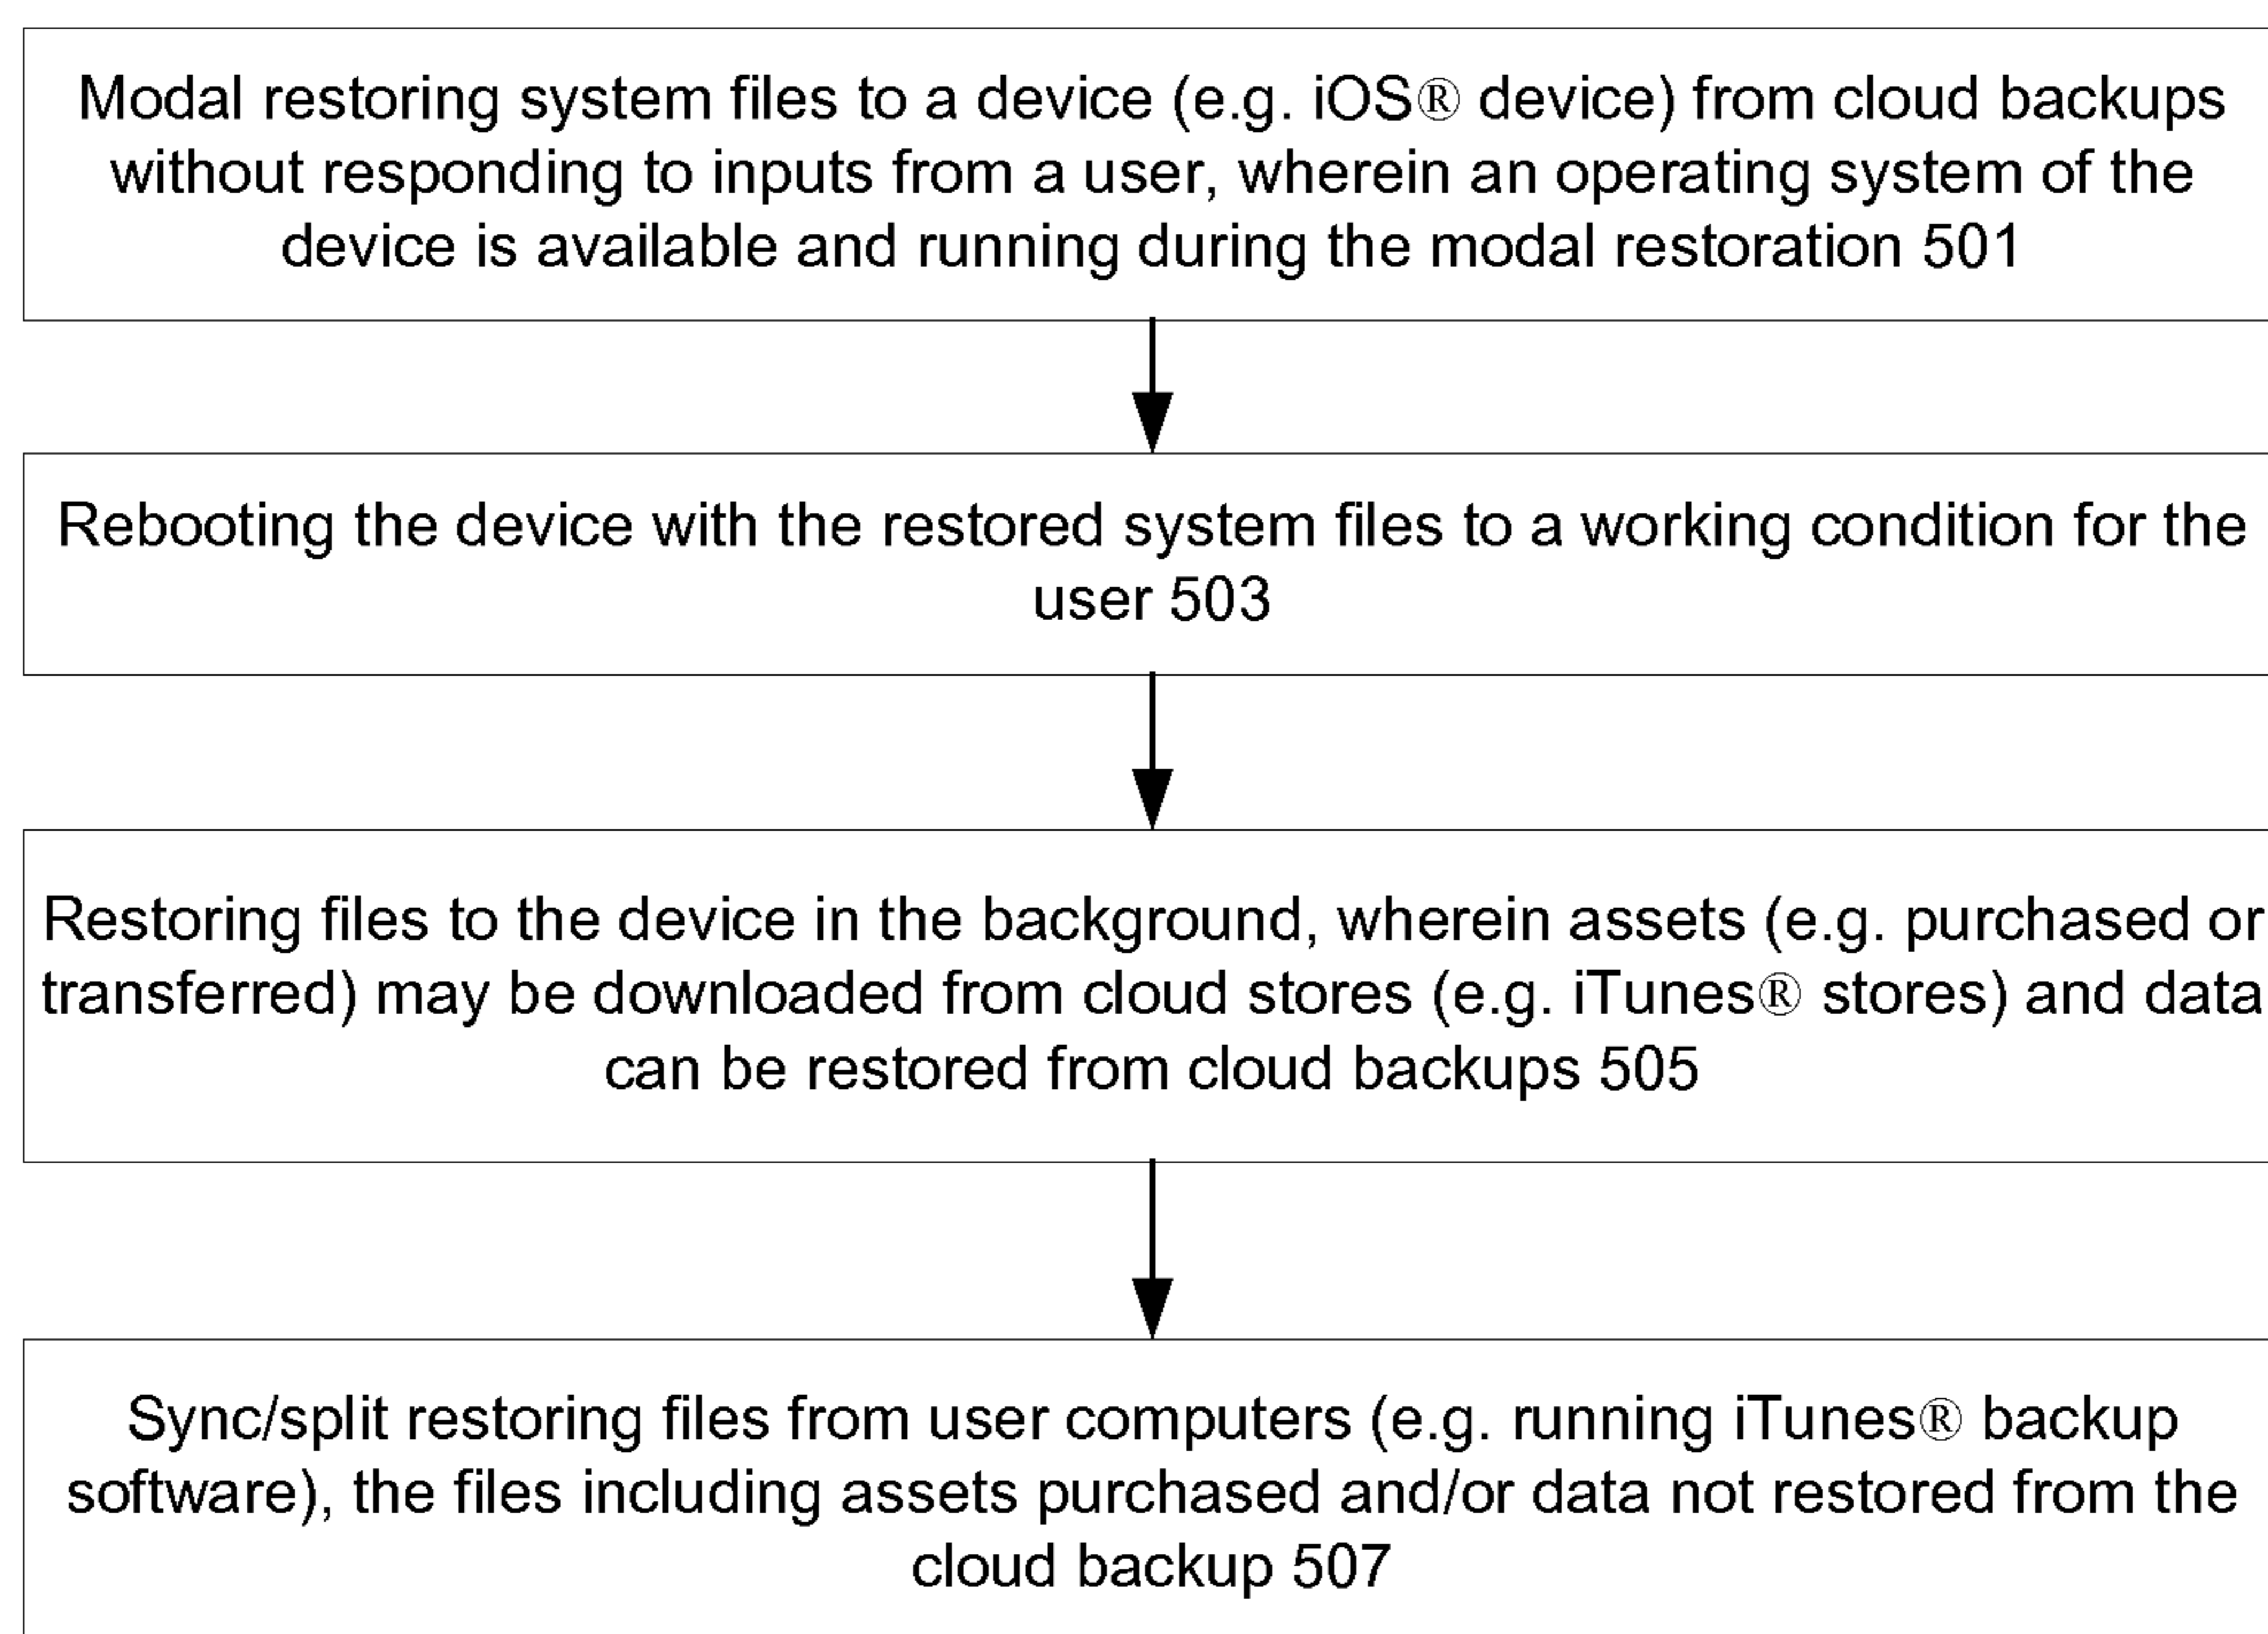 Modal restoring system files to a device (e.g. iOS® device) from cloud backups
without responding to inputs from a user, wherein an operating system of the
device is available and running during the modal restoration 501
Rebooting the device with the restored system files to a working condition for the
user 503
Restoring files to the device in the background, wherein assets (e.g. purchased or
transferred) may be downloaded from cloud stores (e.g. iTunes® stores) and data
can be restored from cloud backups 505
Sync/split restoring files from user computers (e.g. running iTunes® backup
software), the files including assets purchased and/or data not restored from the
cloud backup 507